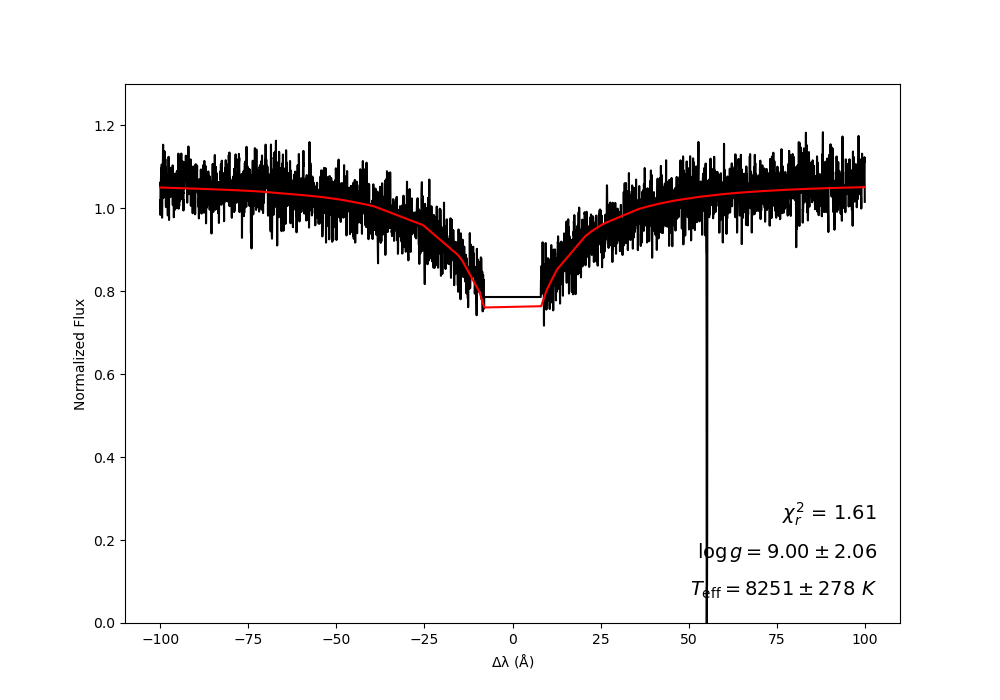 1.2
1.0
0.8
0.6
0.4
0.2
0.0
Normalized Flux
χ²ᵣ = 1.61
log g = 9.00 ± 2.06
T_eff = 8251 ± 278 K
−100 −75 −50 −25 0 25 50 75 100
Δλ (Å)